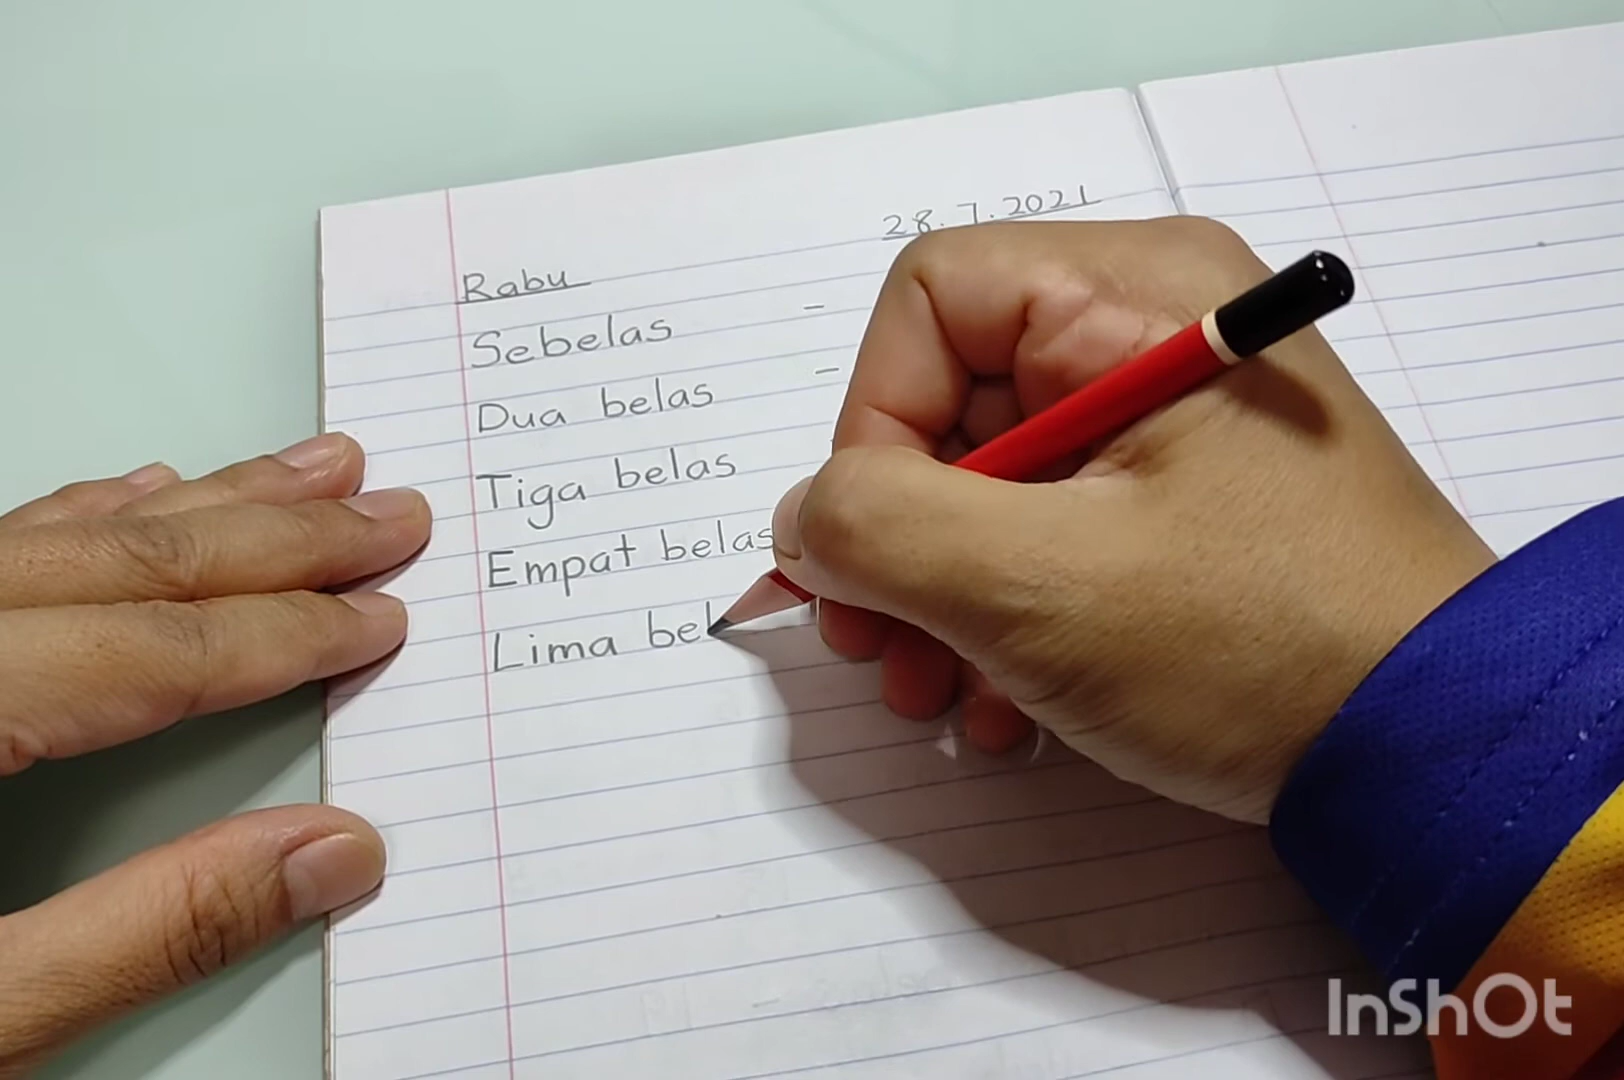 28.7.2021
Rabu
Sebelas -
Dua belas -
Tiga belas
Empat belas
Lima bel
InShOt